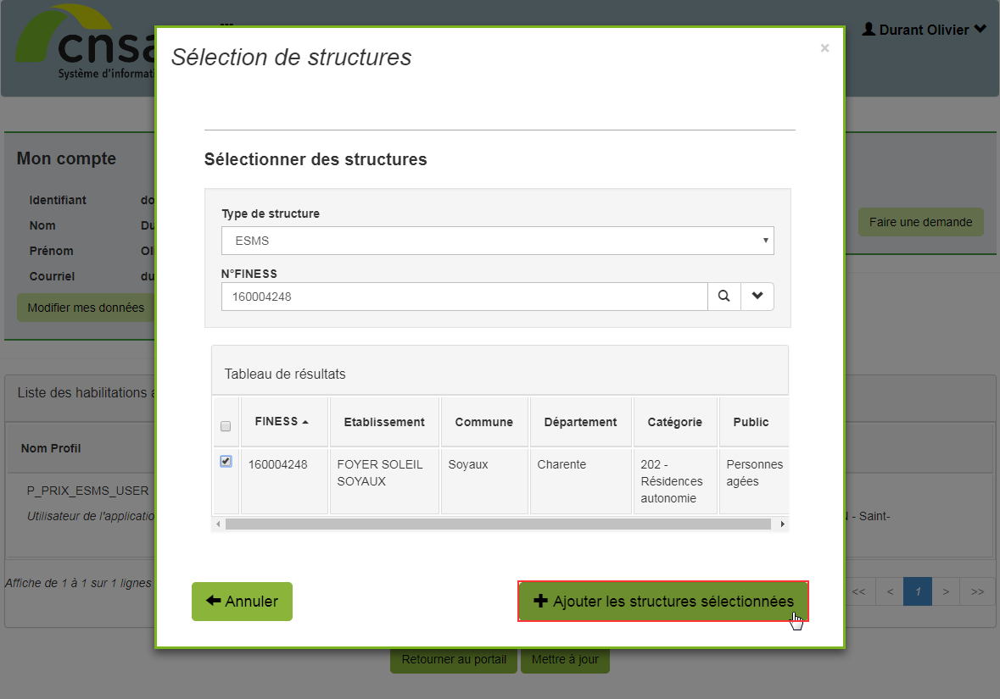 cnsa
Système d'informati
Durant Olivier
Sélection de structures
×
Mon compte
Identifiant do
Nom Du
Prénom Ol
Courriel du
Modifier mes données
Faire une demande
Sélectionner des structures
Type de structure
ESMS
N°FINESS
160004248
Tableau de résultats
FINESS Etablissement Commune Département Catégorie Public
160004248 FOYER SOLEIL SOYAUX Soyaux Charente 202 - Résidences autonomie Personnes agées
Liste des habilitations a
Nom Profil
P_PRIX_ESMS_USER
Utilisateur de l'applicatio
- Saint-
Affiche de 1 à 1 sur 1 lignes
<< < 1 > >>
Annuler
Ajouter les structures sélectionnées
Retourner au portail
Mettre à jour